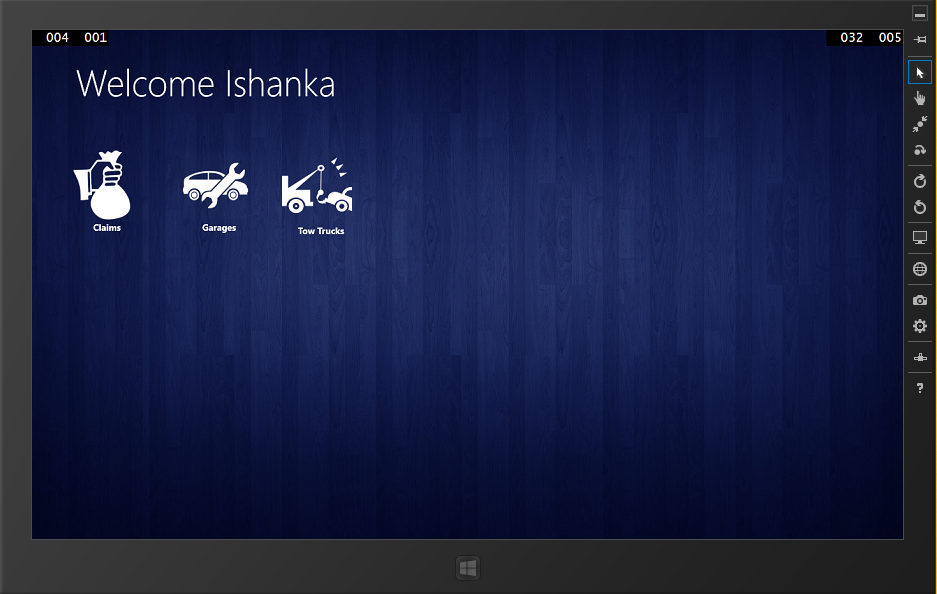 004 001 032 005
Welcome Ishanka
Claims Garages Tow Trucks
?